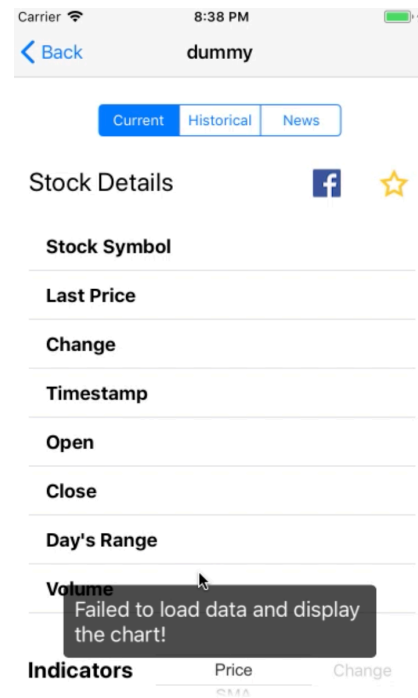 Carrier 8:38 PM
Back dummy
Current Historical News
Stock Details
Stock Symbol
Last Price
Change
Timestamp
Open
Close
Day's Range
Volume
Failed to load data and display
the chart!
Indicators Price Change
SMA